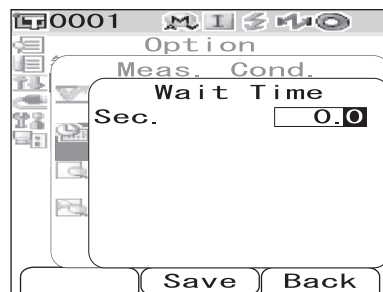 0001 M I
Option
Meas. Cond.
Wait Time
Sec. 0.0
Save Back